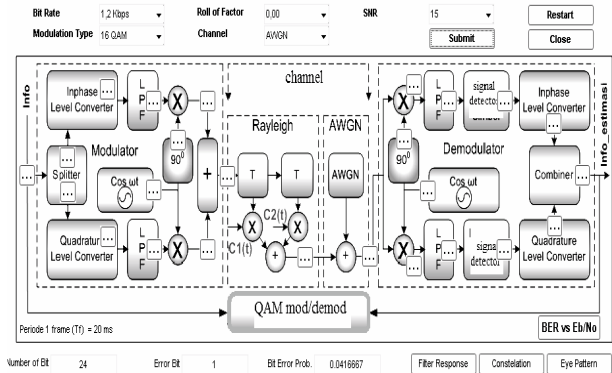 Bit Rate 1,2 Kbps Roll of Factor 0,00 SNR 15 Restart
Modulation Type 16 QAM Channel AWGN Submit Close
Info
Inphase
Level Converter
...
L
P
F
...
X
...
Modulator
...
Splitter
...
...
90⁰
...
Cos ωt
...
+
...
Quadratur
Level Converter
...
L
P
F
...
X
...
channel
Rayleigh
T
T
C2(t)
X
X
C1(t)
+
...
AWGN
AWGN
+
...
X
...
L
P
F
...
signal
detector
...
Inphase
Level Converter
...
90⁰
...
Demodulator
Cos ωt
Combiner
...
X
...
L
P
F
...
signa
detector
...
Quadrature
Level Converter
...
Info_estimasi
QAM mod/demod
Periode 1 frame (Tf) = 20 ms
BER vs Eb/No
Number of Bit 24 Error Bit 1 Bit Error Prob. 0.0416667 Filter Response Constelation Eye Pattern